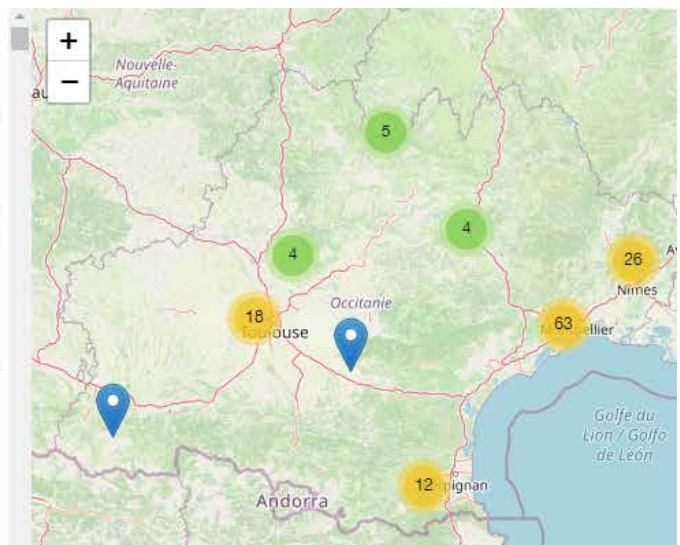 +
−
Nouvelle-
Aquitaine
5
4
4
26
Nîmes
Occitanie
18
Toulouse
63
Golfe du
Lion / Golfo
de León
12
pignan
Andorra